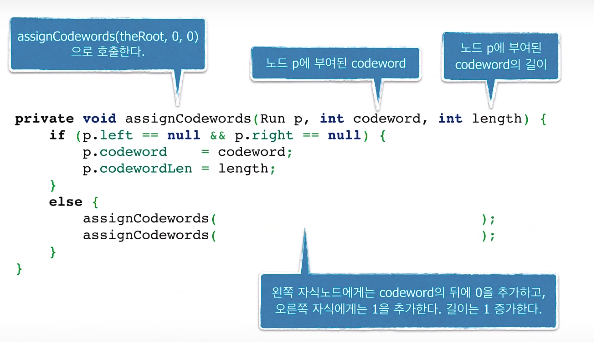 assignCodewords(theRoot, 0, 0)
으로 호출한다.
노드 p에 부여된 codeword
노드 p에 부여된
codeword의 길이
private void assignCodewords(Run p, int codeword, int length) {
if (p.left == null && p.right == null) {
p.codeword = codeword;
p.codewordLen = length;
}
else {
assignCodewords( );
assignCodewords( );
}
}
왼쪽 자식노드에게는 codeword의 뒤에 0을 추가하고,
오른쪽 자식에게는 1을 추가한다. 길이는 1 증가한다.